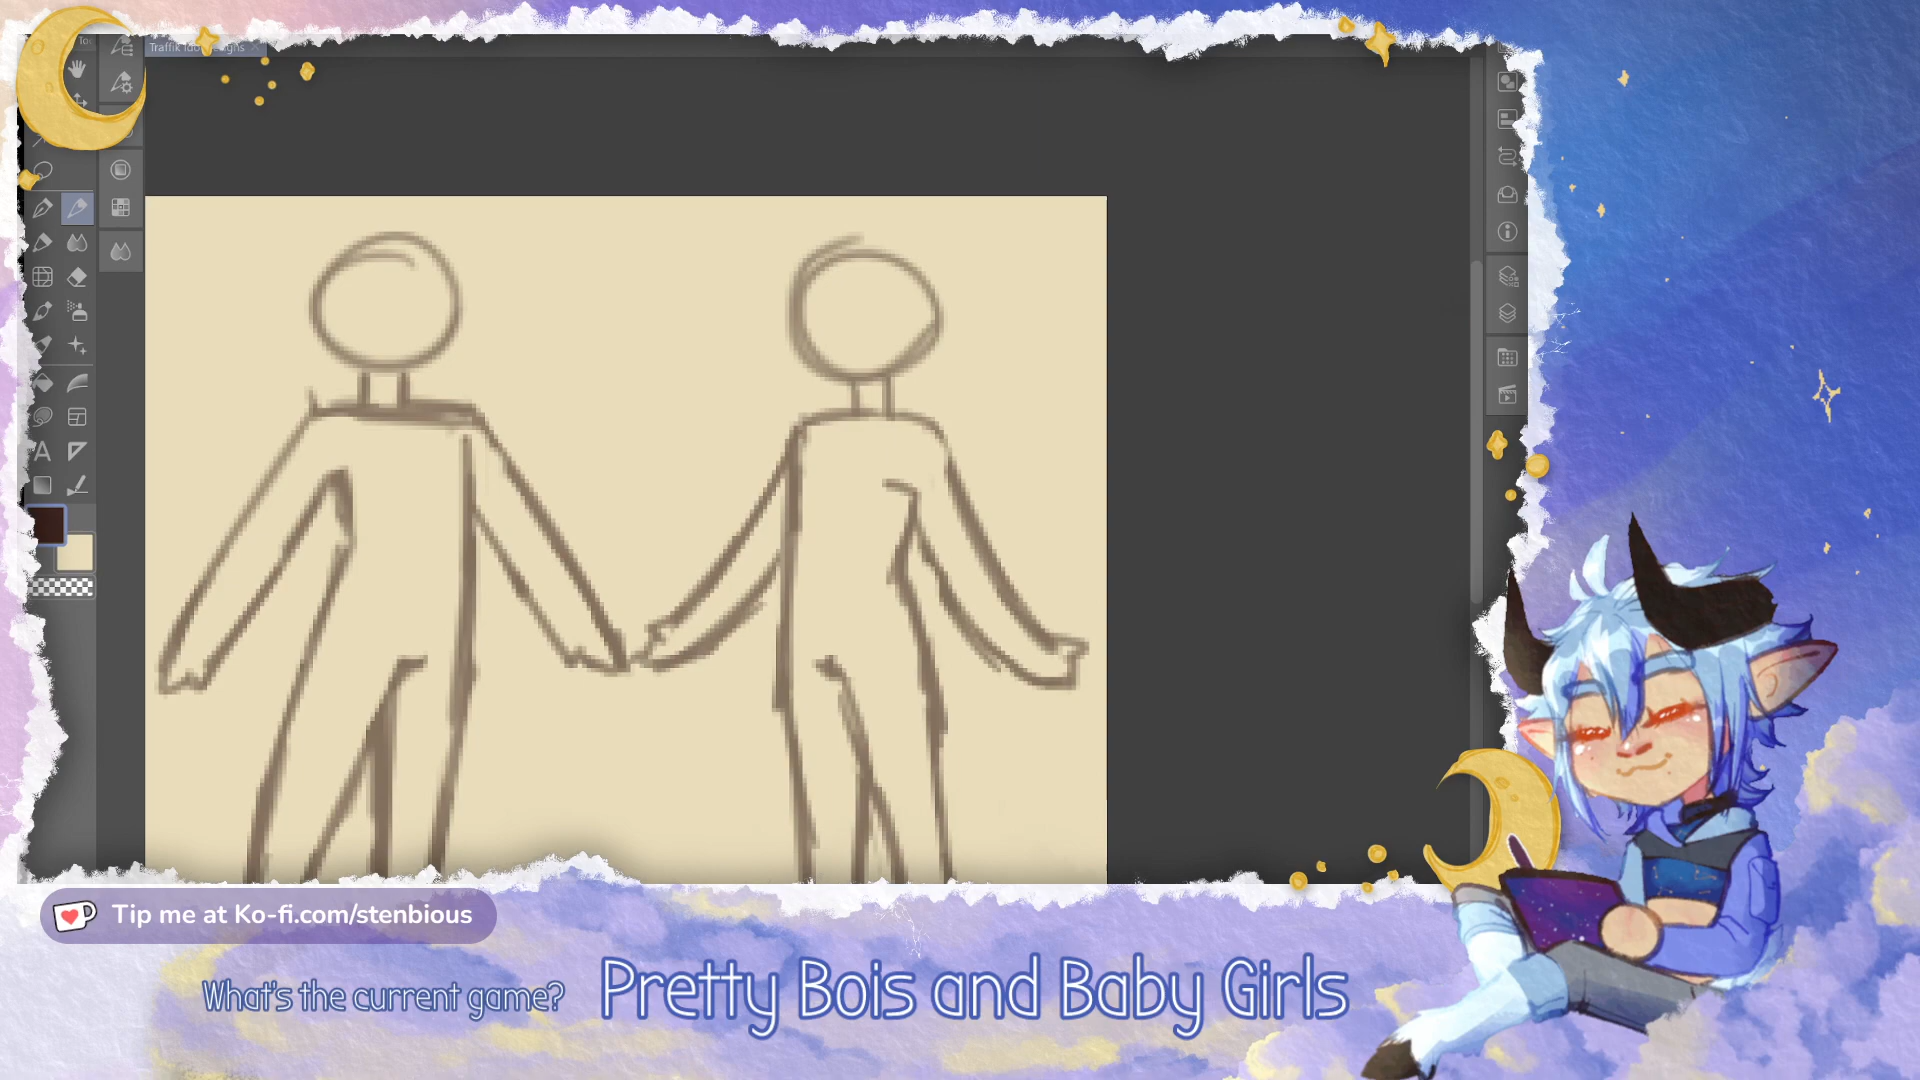 Tip me at Ko-fi.com/stenbious
What's the current game?
Pretty Bois and Baby Girls